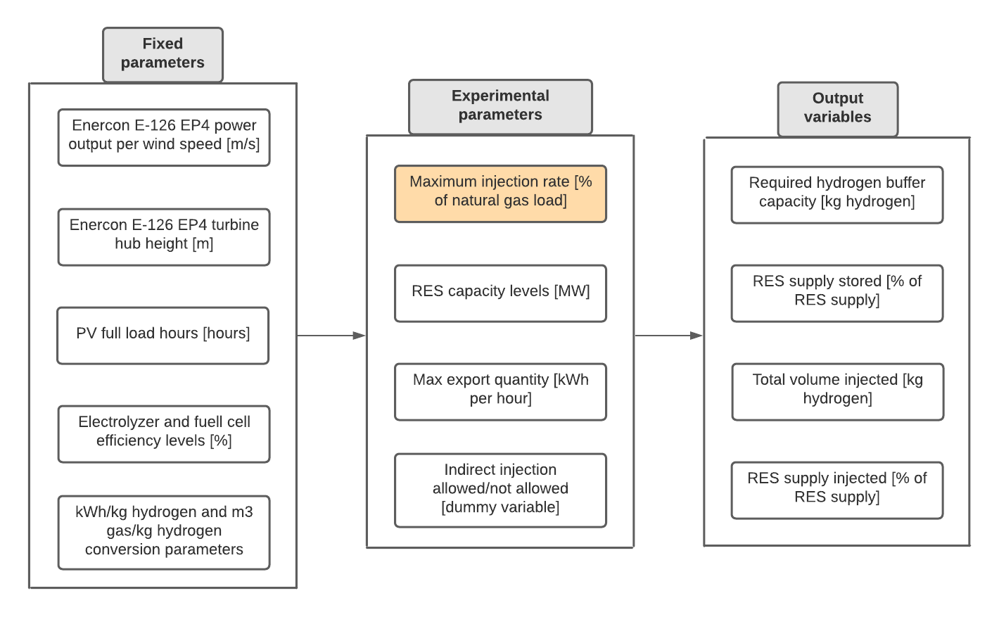 Fixed
parameters
Enercon E-126 EP4 power
output per wind speed [m/s]
Enercon E-126 EP4 turbine
hub height [m]
PV full load hours [hours]
Electrolyzer and fuell cell
efficiency levels [%]
kWh/kg hydrogen and m3
gas/kg hydrogen
conversion parameters
Experimental
parameters
Maximum injection rate [%
of natural gas load]
RES capacity levels [MW]
Max export quantity [kWh
per hour]
Indirect injection
allowed/not allowed
[dummy variable]
Output
variables
Required hydrogen buffer
capacity [kg hydrogen]
RES supply stored [% of
RES supply]
Total volume injected [kg
hydrogen]
RES supply injected [% of
RES supply]